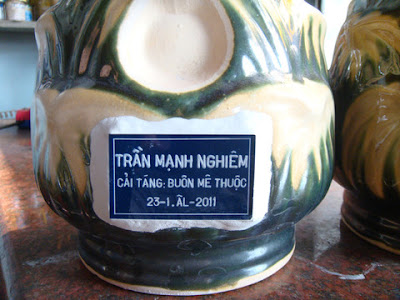 TRẦN MẠNH NGHIÊM
CẢI TÁNG: BUÔN MÊ THUỘC
23-1.ÂL-2011